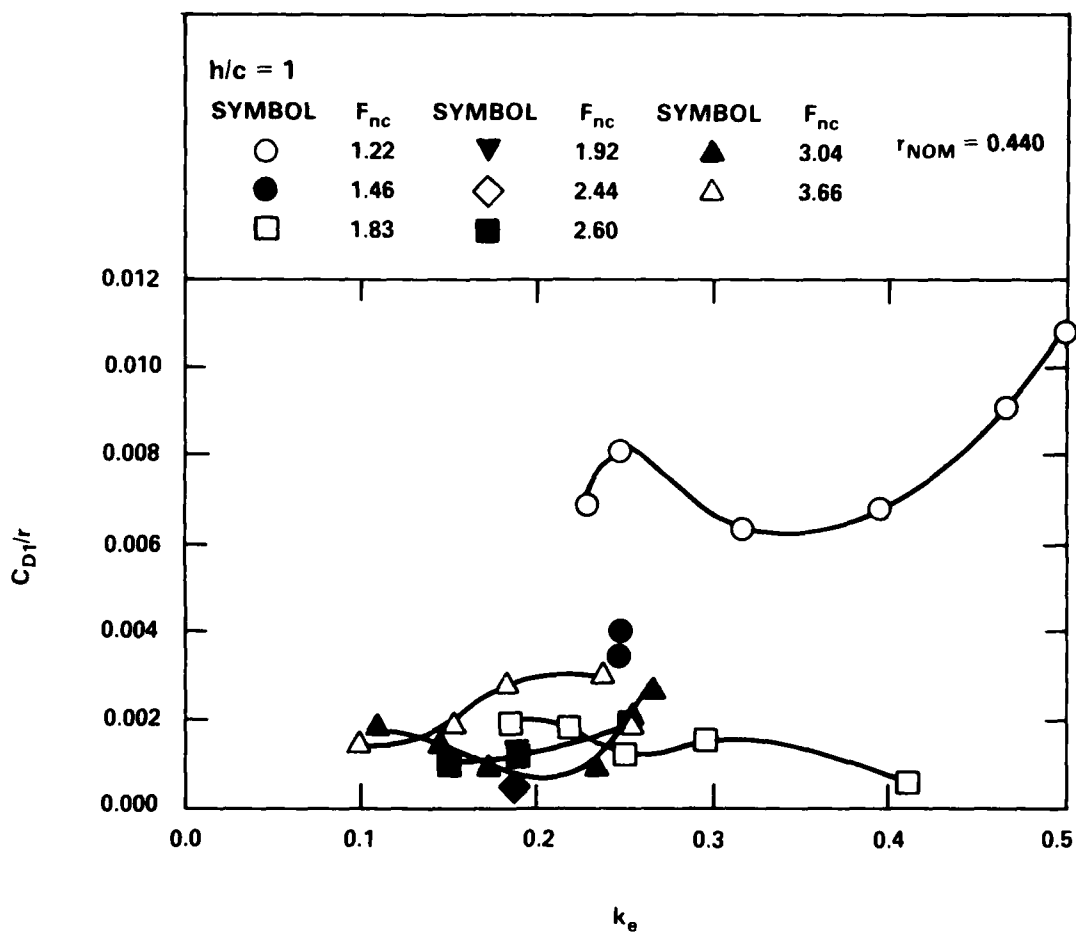 h/c = 1
SYMBOL F_nc SYMBOL F_nc SYMBOL F_nc
○ 1.22 ▼ 1.92 ▲ 3.04 r_NOM = 0.440
● 1.46 ◇ 2.44 △ 3.66
□ 1.83 ■ 2.60
0.012
0.010
0.008
0.006
0.004
0.002
0.000
C_D1/r
0.0 0.1 0.2 0.3 0.4 0.5
k_e